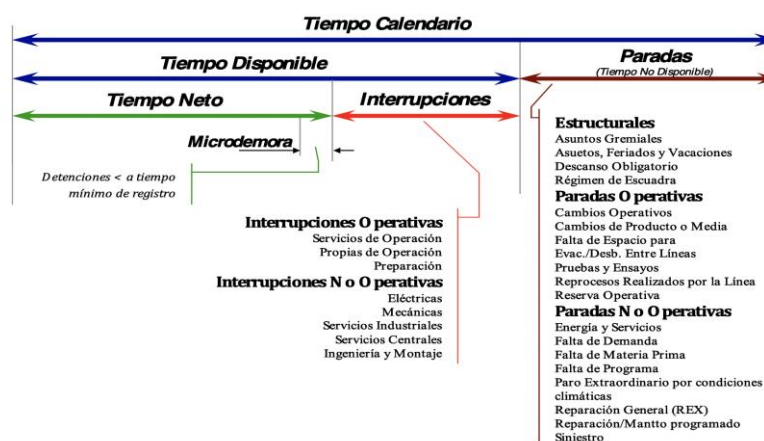 Tiempo Calendario
Tiempo Disponible
Paradas
(Tiempo No Disponible)
Tiempo Neto
Interrupciones
Microdemora
Detenciones < a tiempo
mínimo de registro
Interrupciones Operativas
Servicios de Operación
Propias de Operación
Preparación
Interrupciones No Operativas
Eléctricas
Mecánicas
Servicios Industriales
Servicios Centrales
Ingeniería y Montaje
Estructurales
Asuntos Gremiales
Asuetos, Feriados y Vacaciones
Descanso Obligatorio
Régimen de Escuadra
Paradas Operativas
Cambios Operativos
Cambios de Producto o Media
Falta de Espacio para
Evac./Desb. Entre Líneas
Pruebas y Ensayos
Reprocesos Realizados por la Línea
Reserva Operativa
Paradas No Operativas
Energía y Servicios
Falta de Demanda
Falta de Materia Prima
Falta de Programa
Paro Extraordinario por condiciones
climáticas
Reparación General (REX)
Reparación/Mantto programado
Siniestro